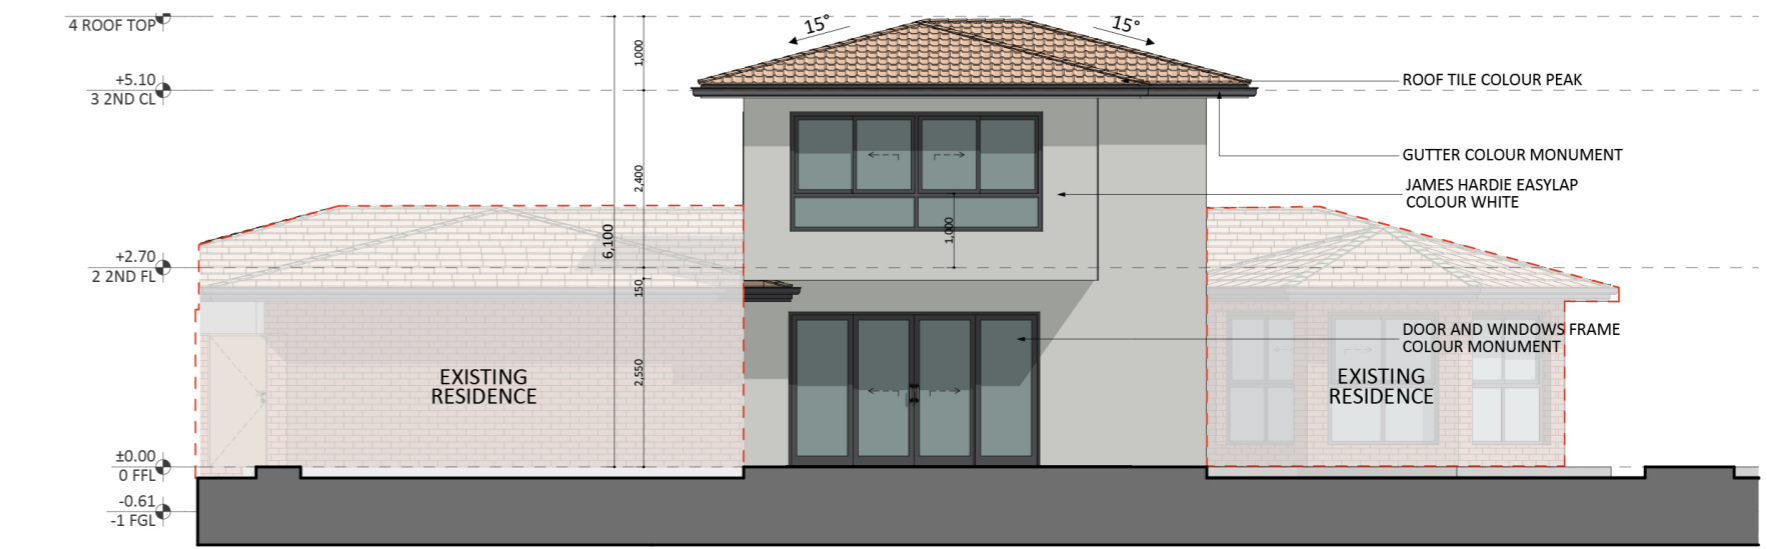 4 ROOF TOP
15°
15°
1,000
+5.10
3 2ND CL
ROOF TILE COLOUR PEAK
GUTTER COLOUR MONUMENT
2,400
JAMES HARDIE EASYLAP
COLOUR WHITE
6,100
1,000
+2.70
2 2ND FL
150
DOOR AND WINDOWS FRAME
COLOUR MONUMENT
2,550
EXISTING
RESIDENCE
EXISTING
RESIDENCE
±0.00
0 FFL
-0.61
-1 FGL